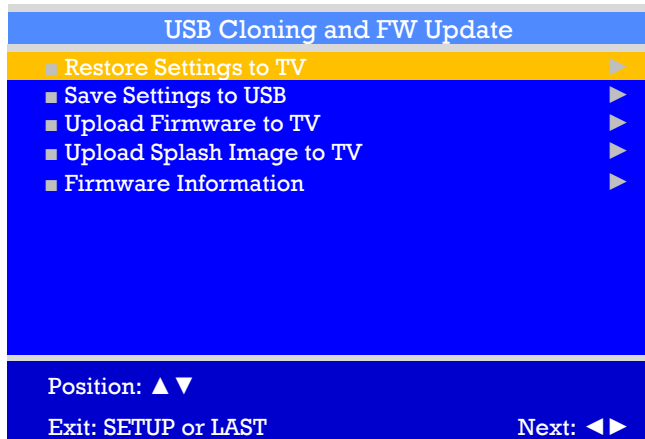 USB Cloning and FW Update
■ Restore Settings to TV ►
■ Save Settings to USB ►
■ Upload Firmware to TV ►
■ Upload Splash Image to TV ►
■ Firmware Information ►
Position: ▲▼
Exit: SETUP or LAST Next: ◄►